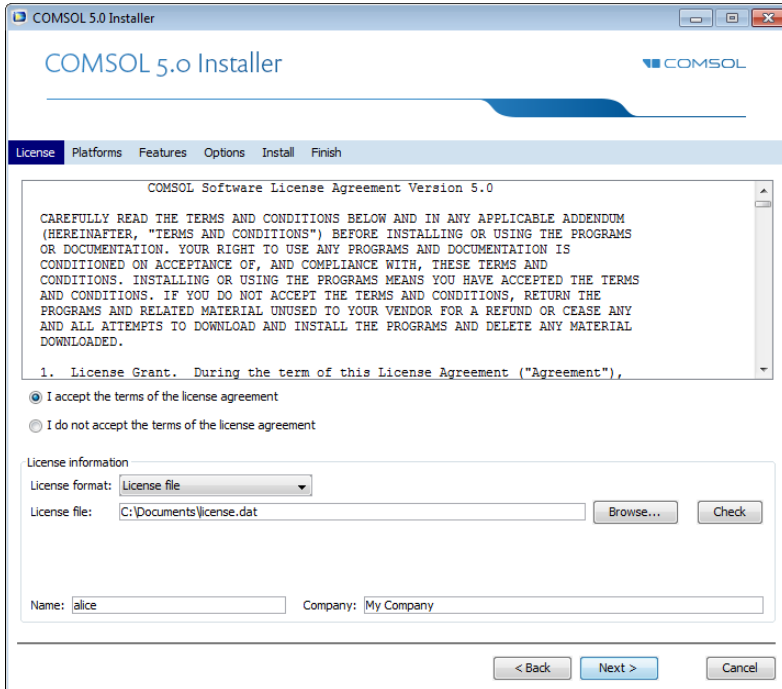 COMSOL 5.0 Installer
COMSOL 5.0 Installer
COMSOL
License Platforms Features Options Install Finish
COMSOL Software License Agreement Version 5.0
CAREFULLY READ THE TERMS AND CONDITIONS BELOW AND IN ANY APPLICABLE ADDENDUM
(HEREINAFTER, "TERMS AND CONDITIONS") BEFORE INSTALLING OR USING THE PROGRAMS
OR DOCUMENTATION. YOUR RIGHT TO USE ANY PROGRAMS AND DOCUMENTATION IS
CONDITIONED ON ACCEPTANCE OF, AND COMPLIANCE WITH, THESE TERMS AND
CONDITIONS. INSTALLING OR USING THE PROGRAMS MEANS YOU HAVE ACCEPTED THE TERMS
AND CONDITIONS. IF YOU DO NOT ACCEPT THE TERMS AND CONDITIONS, RETURN THE
PROGRAMS AND RELATED MATERIAL UNUSED TO YOUR VENDOR FOR A REFUND OR CEASE ANY
AND ALL ATTEMPTS TO DOWNLOAD AND INSTALL THE PROGRAMS AND DELETE ANY MATERIAL
DOWNLOADED.
1. License Grant. During the term of this License Agreement ("Agreement"),
I accept the terms of the license agreement
I do not accept the terms of the license agreement
License information
License format: License file
License file: C:\Documents\license.dat Browse... Check
Name: alice Company: My Company
< Back Next > Cancel